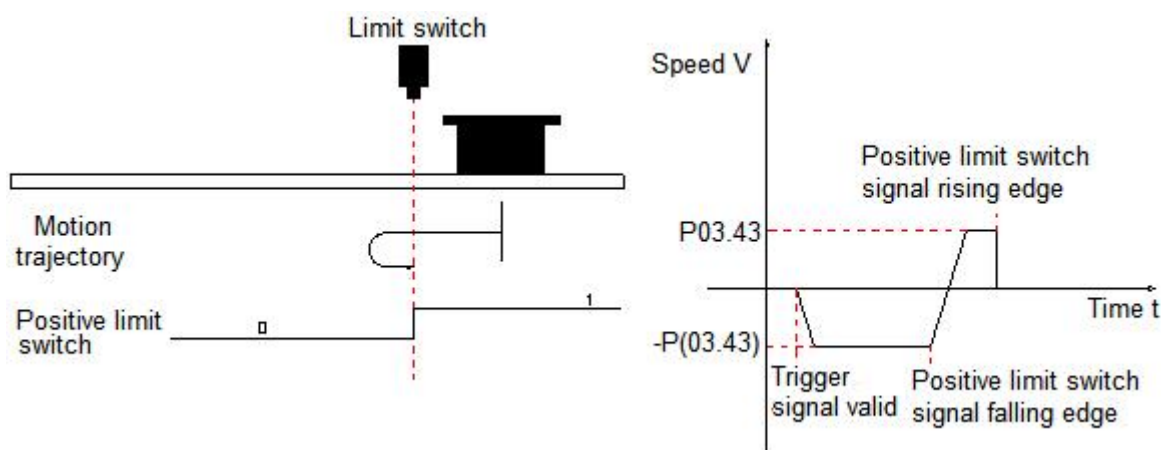 Limit switch
Motion
trajectory
Positive limit
switch
0
1
Speed V
Positive limit switch
signal rising edge
P03.43
Time t
-P(03.43)
Trigger
signal valid
Positive limit switch
signal falling edge